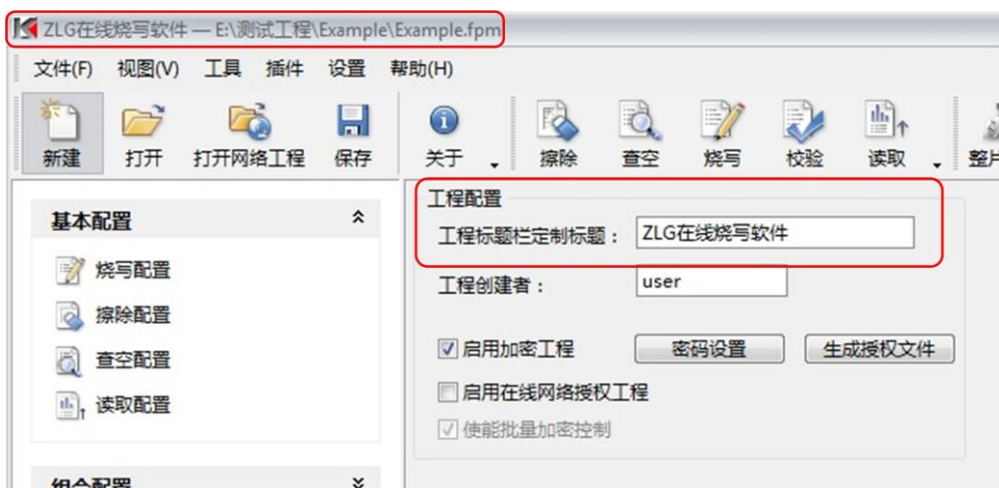 ZLG在线烧写软件 — E:\测试工程\Example\Example.fpm
文件(F) 视图(V) 工具 插件 设置 帮助(H)
新建 打开 打开网络工程 保存 关于 擦除 查空 烧写 校验 读取 整片
基本配置
烧写配置
擦除配置
查空配置
读取配置
组合配置
工程配置
工程标题栏定制标题： ZLG在线烧写软件
工程创建者： user
启用加密工程 密码设置 生成授权文件
启用在线网络授权工程
使能批量加密控制